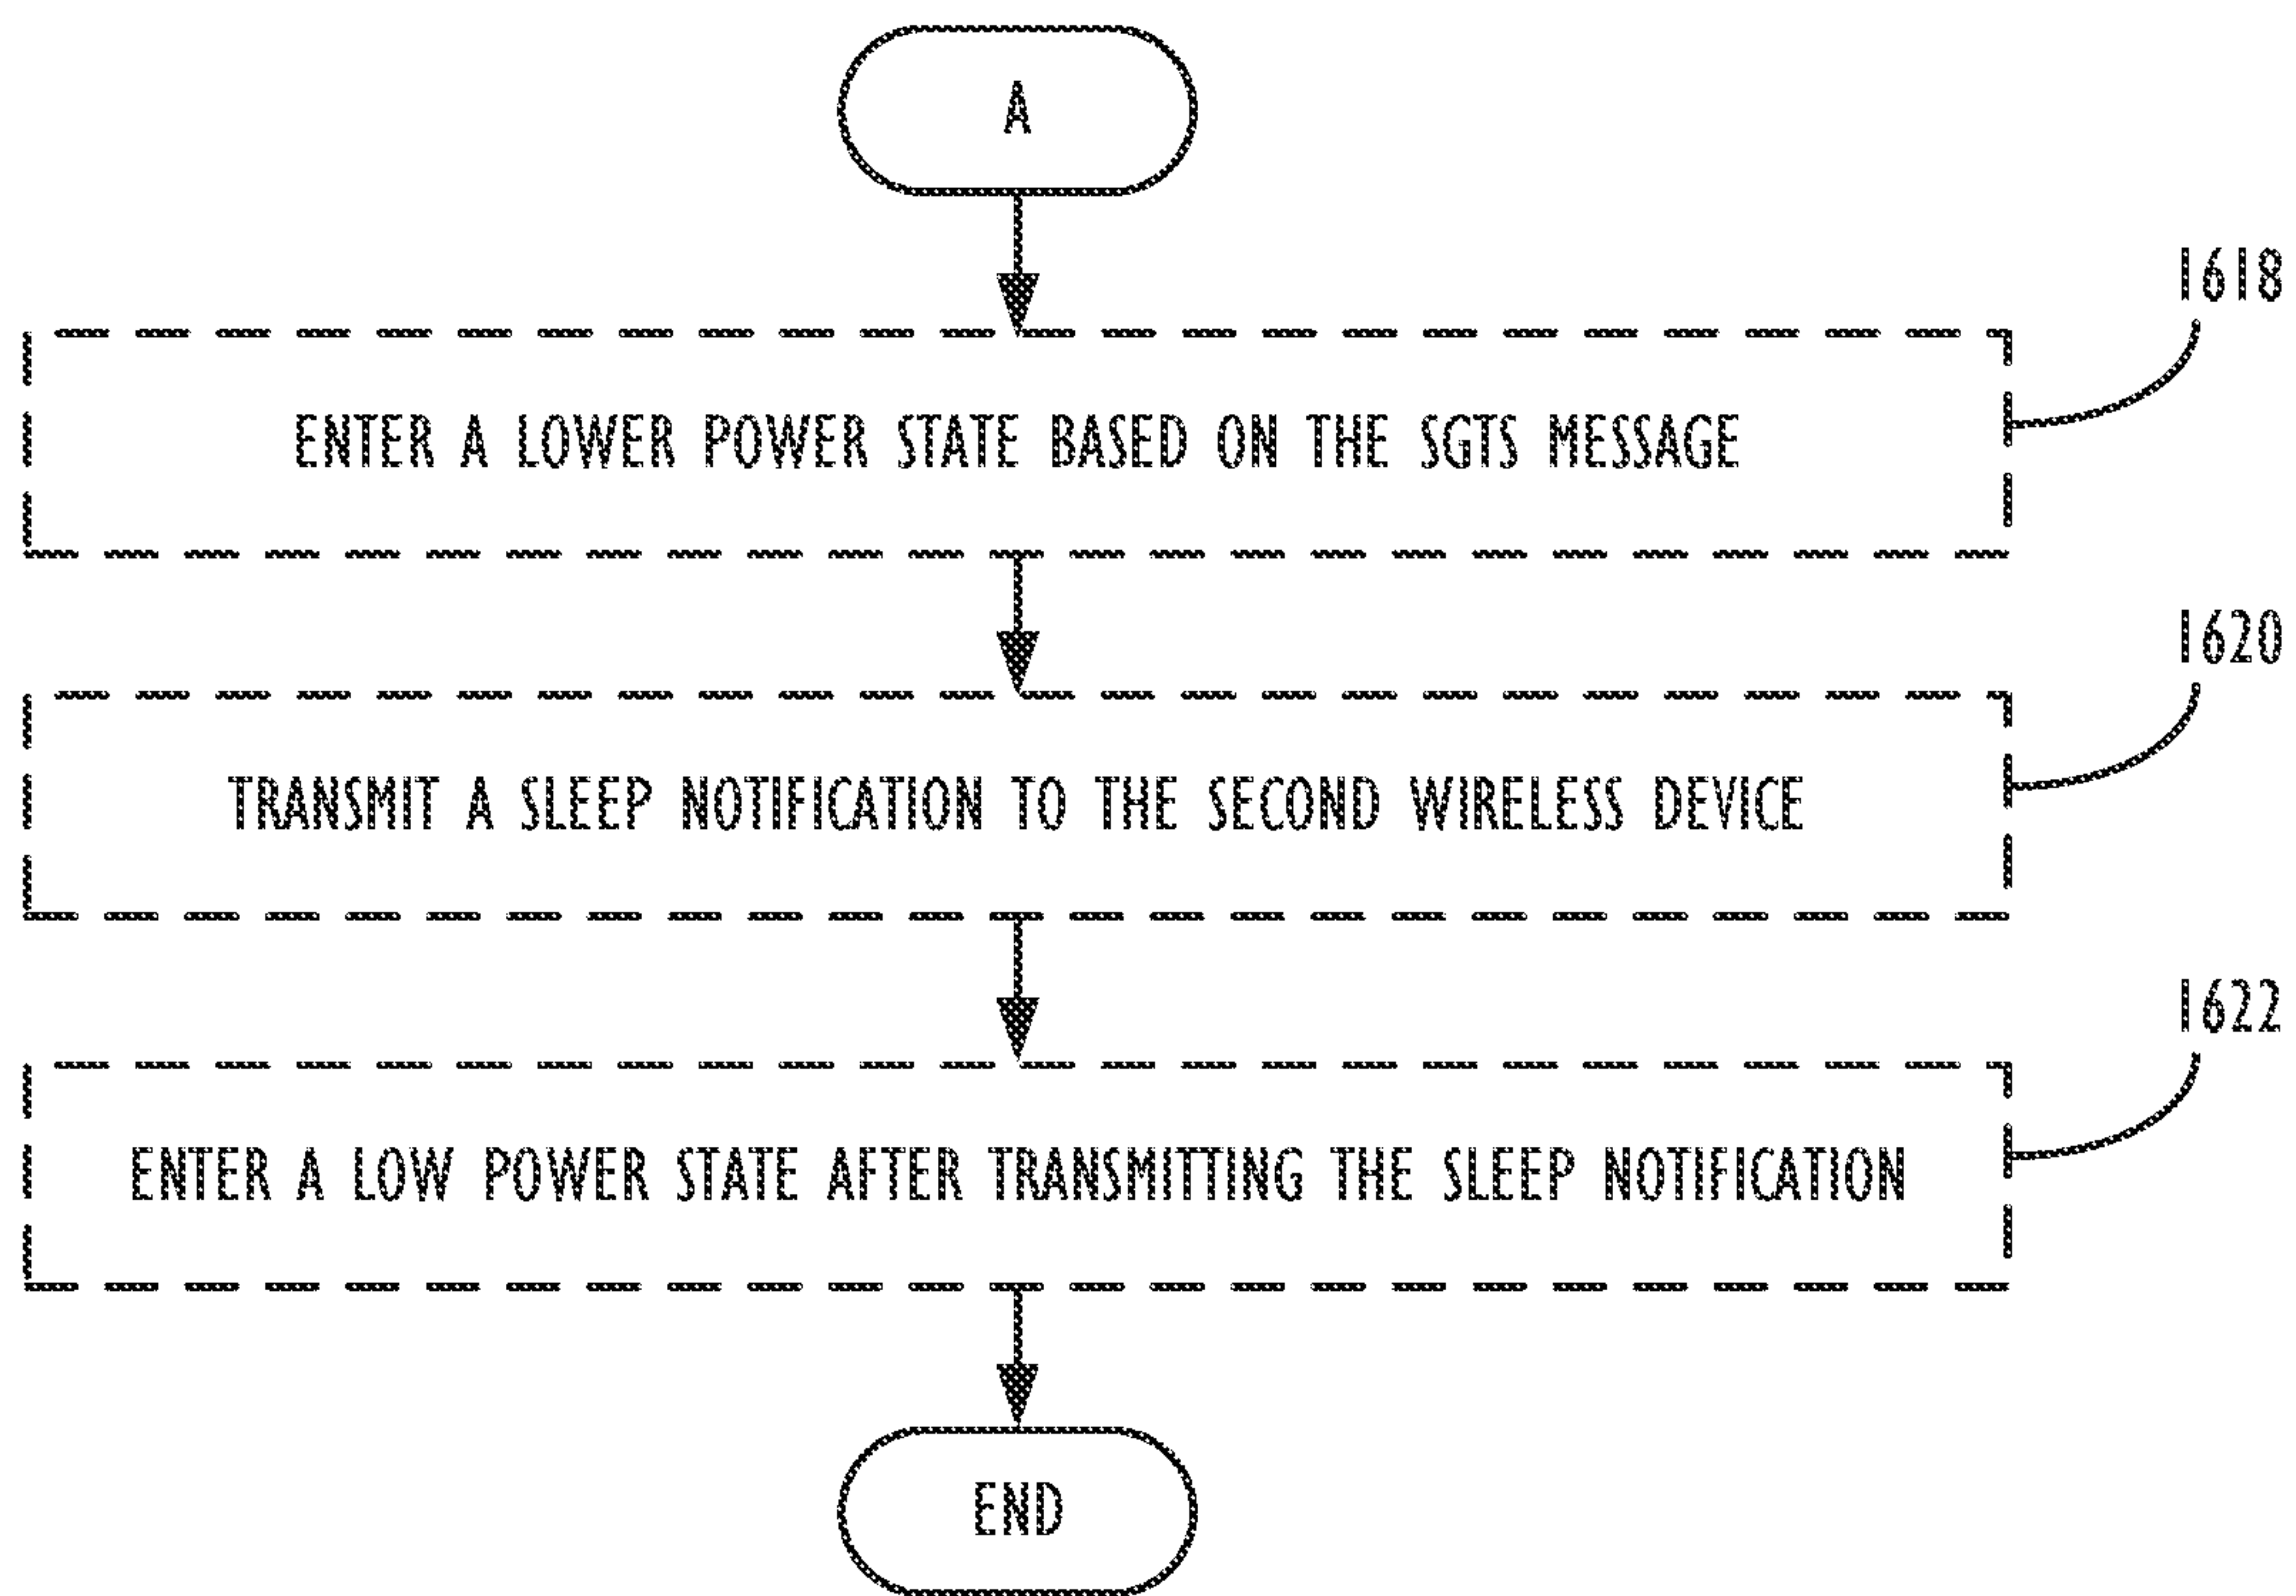 A
1618
ENTER A LOWER POWER STATE BASED ON THE SGTS MESSAGE
1620
TRANSMIT A SLEEP NOTIFICATION TO THE SECOND WIRELESS DEVICE
1622
ENTER A LOW POWER STATE AFTER TRANSMITTING THE SLEEP NOTIFICATION
END